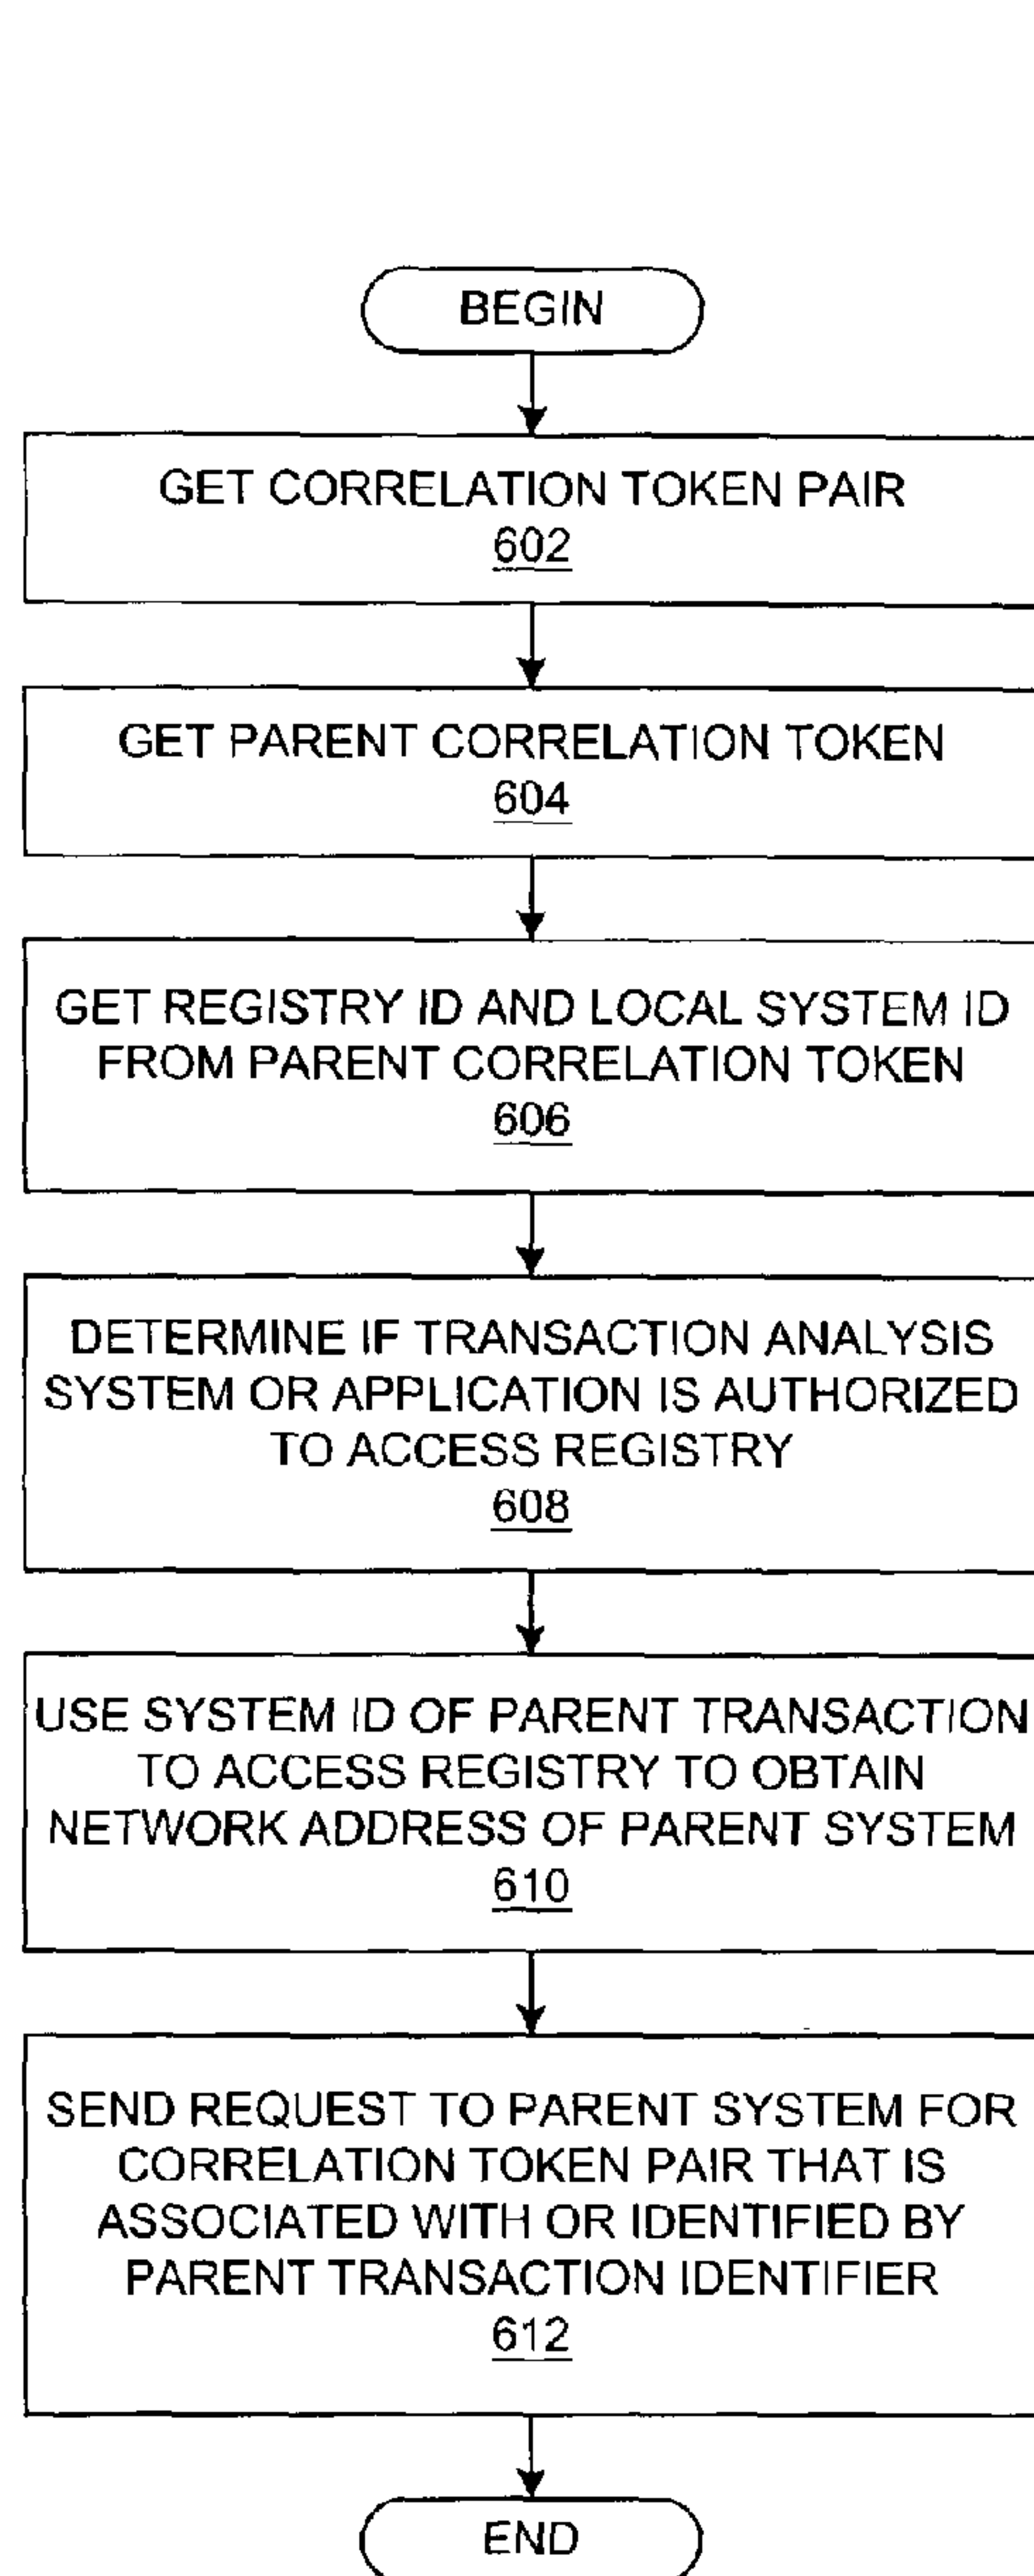 BEGIN
GET CORRELATION TOKEN PAIR
602
GET PARENT CORRELATION TOKEN
604
GET REGISTRY ID AND LOCAL SYSTEM ID
FROM PARENT CORRELATION TOKEN
606
DETERMINE IF TRANSACTION ANALYSIS
SYSTEM OR APPLICATION IS AUTHORIZED
TO ACCESS REGISTRY
608
USE SYSTEM ID OF PARENT TRANSACTION
TO ACCESS REGISTRY TO OBTAIN
NETWORK ADDRESS OF PARENT SYSTEM
610
SEND REQUEST TO PARENT SYSTEM FOR
CORRELATION TOKEN PAIR THAT IS
ASSOCIATED WITH OR IDENTIFIED BY
PARENT TRANSACTION IDENTIFIER
612
END